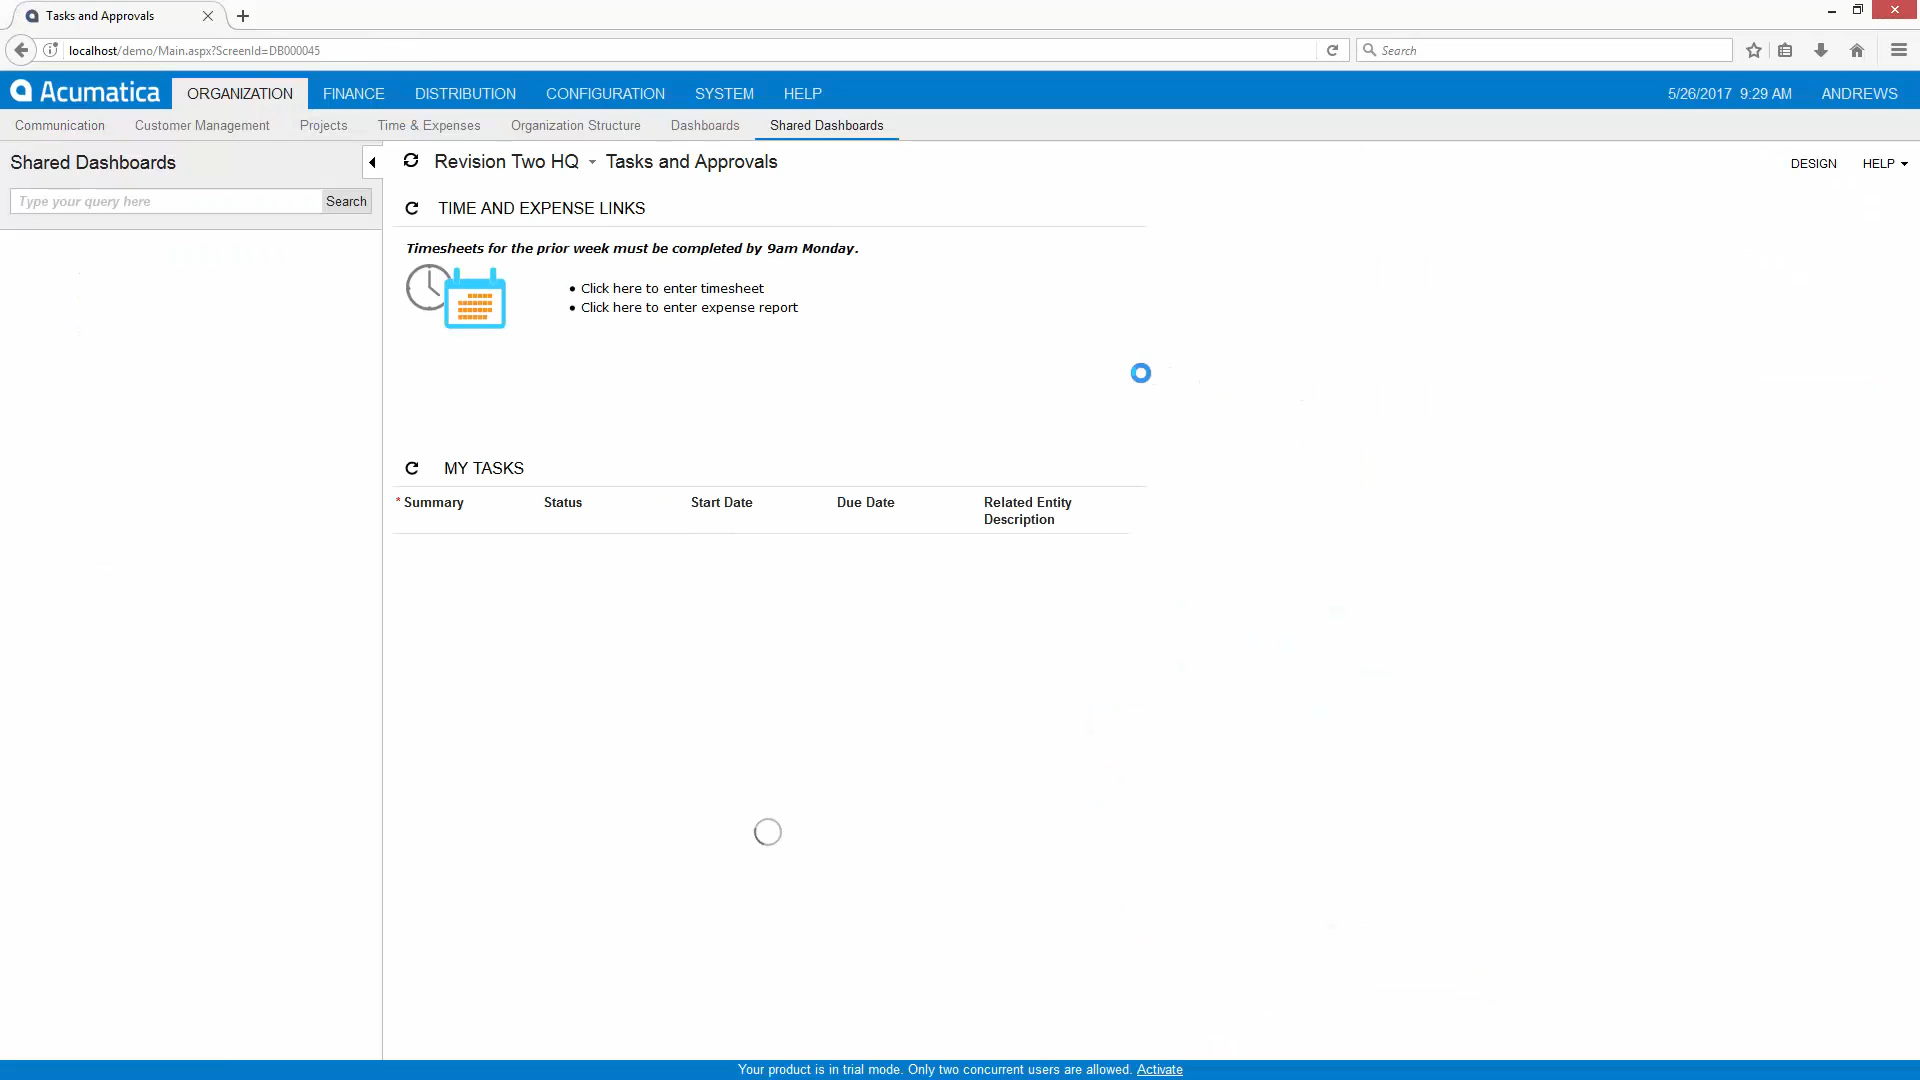 Tasks and Approvals
localhost/demo/Main.aspx?ScreenId=DB000045
Search
Acumatica
ORGANIZATION FINANCE DISTRIBUTION CONFIGURATION SYSTEM HELP
5/26/2017 9:29 AM ANDREWS
Communication Customer Management Projects Time & Expenses Organization Structure Dashboards Shared Dashboards
Shared Dashboards
Type your query here Search
Revision Two HQ Tasks and Approvals
DESIGN HELP
TIME AND EXPENSE LINKS
Timesheets for the prior week must be completed by 9am Monday.
• Click here to enter timesheet
• Click here to enter expense report
MY TASKS
* Summary Status Start Date Due Date Related Entity
Description
Your product is in trial mode. Only two concurrent users are allowed. Activate